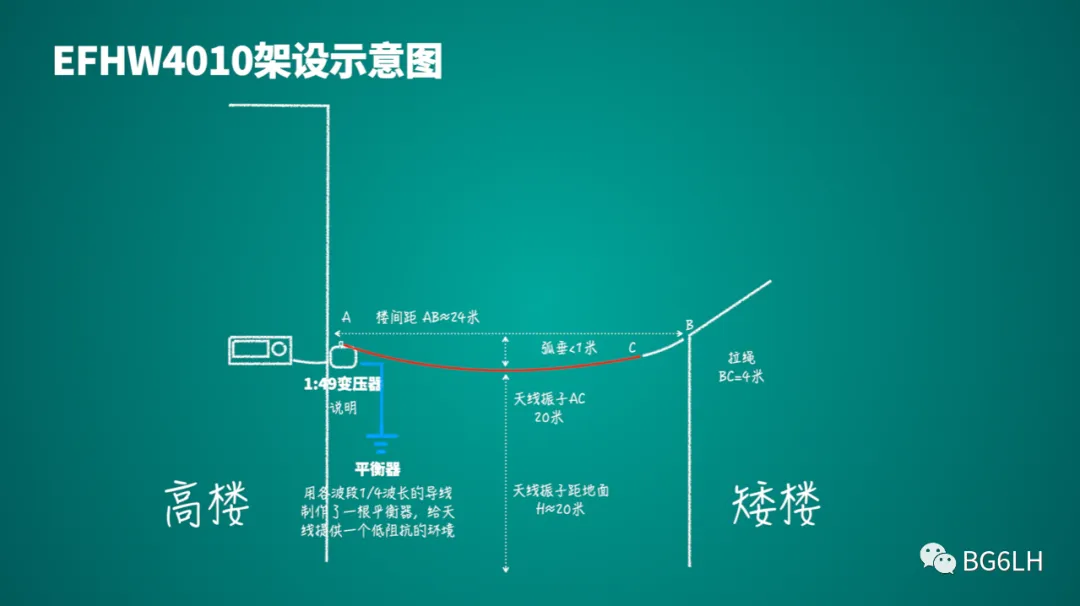 EFHW4010架设示意图
A
楼间距 AB≈24米
B
弧垂<1米
C
拉绳
BC=4米
1:49变压器
说明
天线振子AC
20米
平衡器
用各波段1/4波长的导线
制作了一根平衡器，给天
线提供一个低阻抗的环境
天线振子距地面
H≈20米
高楼
矮楼
BG6LH